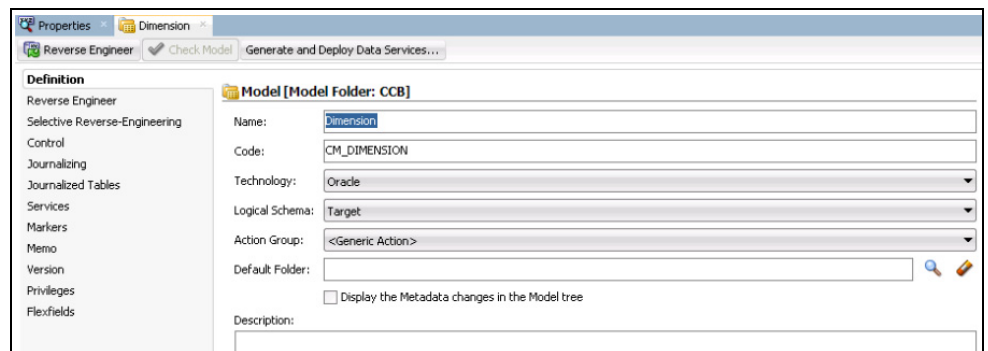 Properties Dimension
Reverse Engineer Check Model Generate and Deploy Data Services...
Definition
Reverse Engineer
Selective Reverse-Engineering
Control
Journalizing
Journalized Tables
Services
Markers
Memo
Version
Privileges
Flexfields
Model [Model Folder: CCB]
Name: Dimension
Code: CM_DIMENSION
Technology: Oracle
Logical Schema: Target
Action Group: <Generic Action>
Default Folder:
Display the Metadata changes in the Model tree
Description: